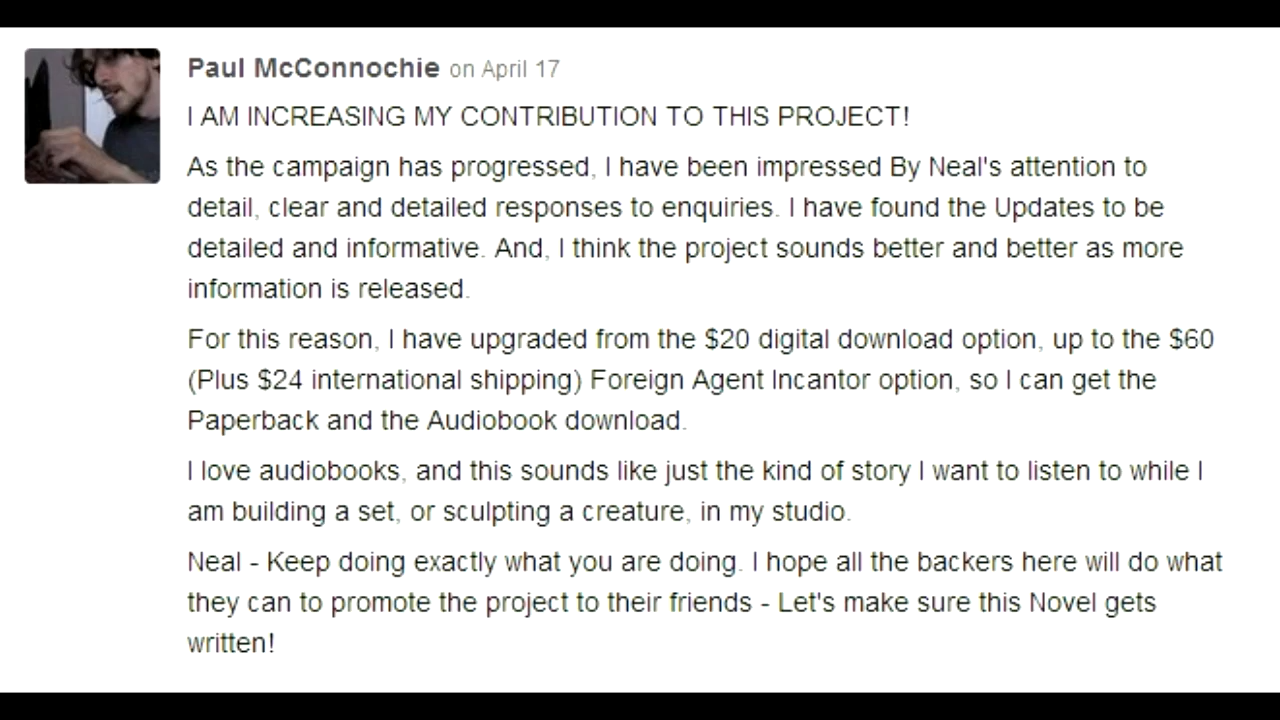 Paul McConnochie on April 17
I AM INCREASING MY CONTRIBUTION TO THIS PROJECT!
As the campaign has progressed, I have been impressed By Neal's attention to
detail, clear and detailed responses to enquiries. I have found the Updates to be
detailed and informative. And, I think the project sounds better and better as more
information is released.
For this reason, I have upgraded from the $20 digital download option, up to the $60
(Plus $24 international shipping) Foreign Agent Incantor option, so I can get the
Paperback and the Audiobook download.
I love audiobooks, and this sounds like just the kind of story I want to listen to while I
am building a set, or sculpting a creature, in my studio.
Neal - Keep doing exactly what you are doing. I hope all the backers here will do what
they can to promote the project to their friends - Let's make sure this Novel gets
written!